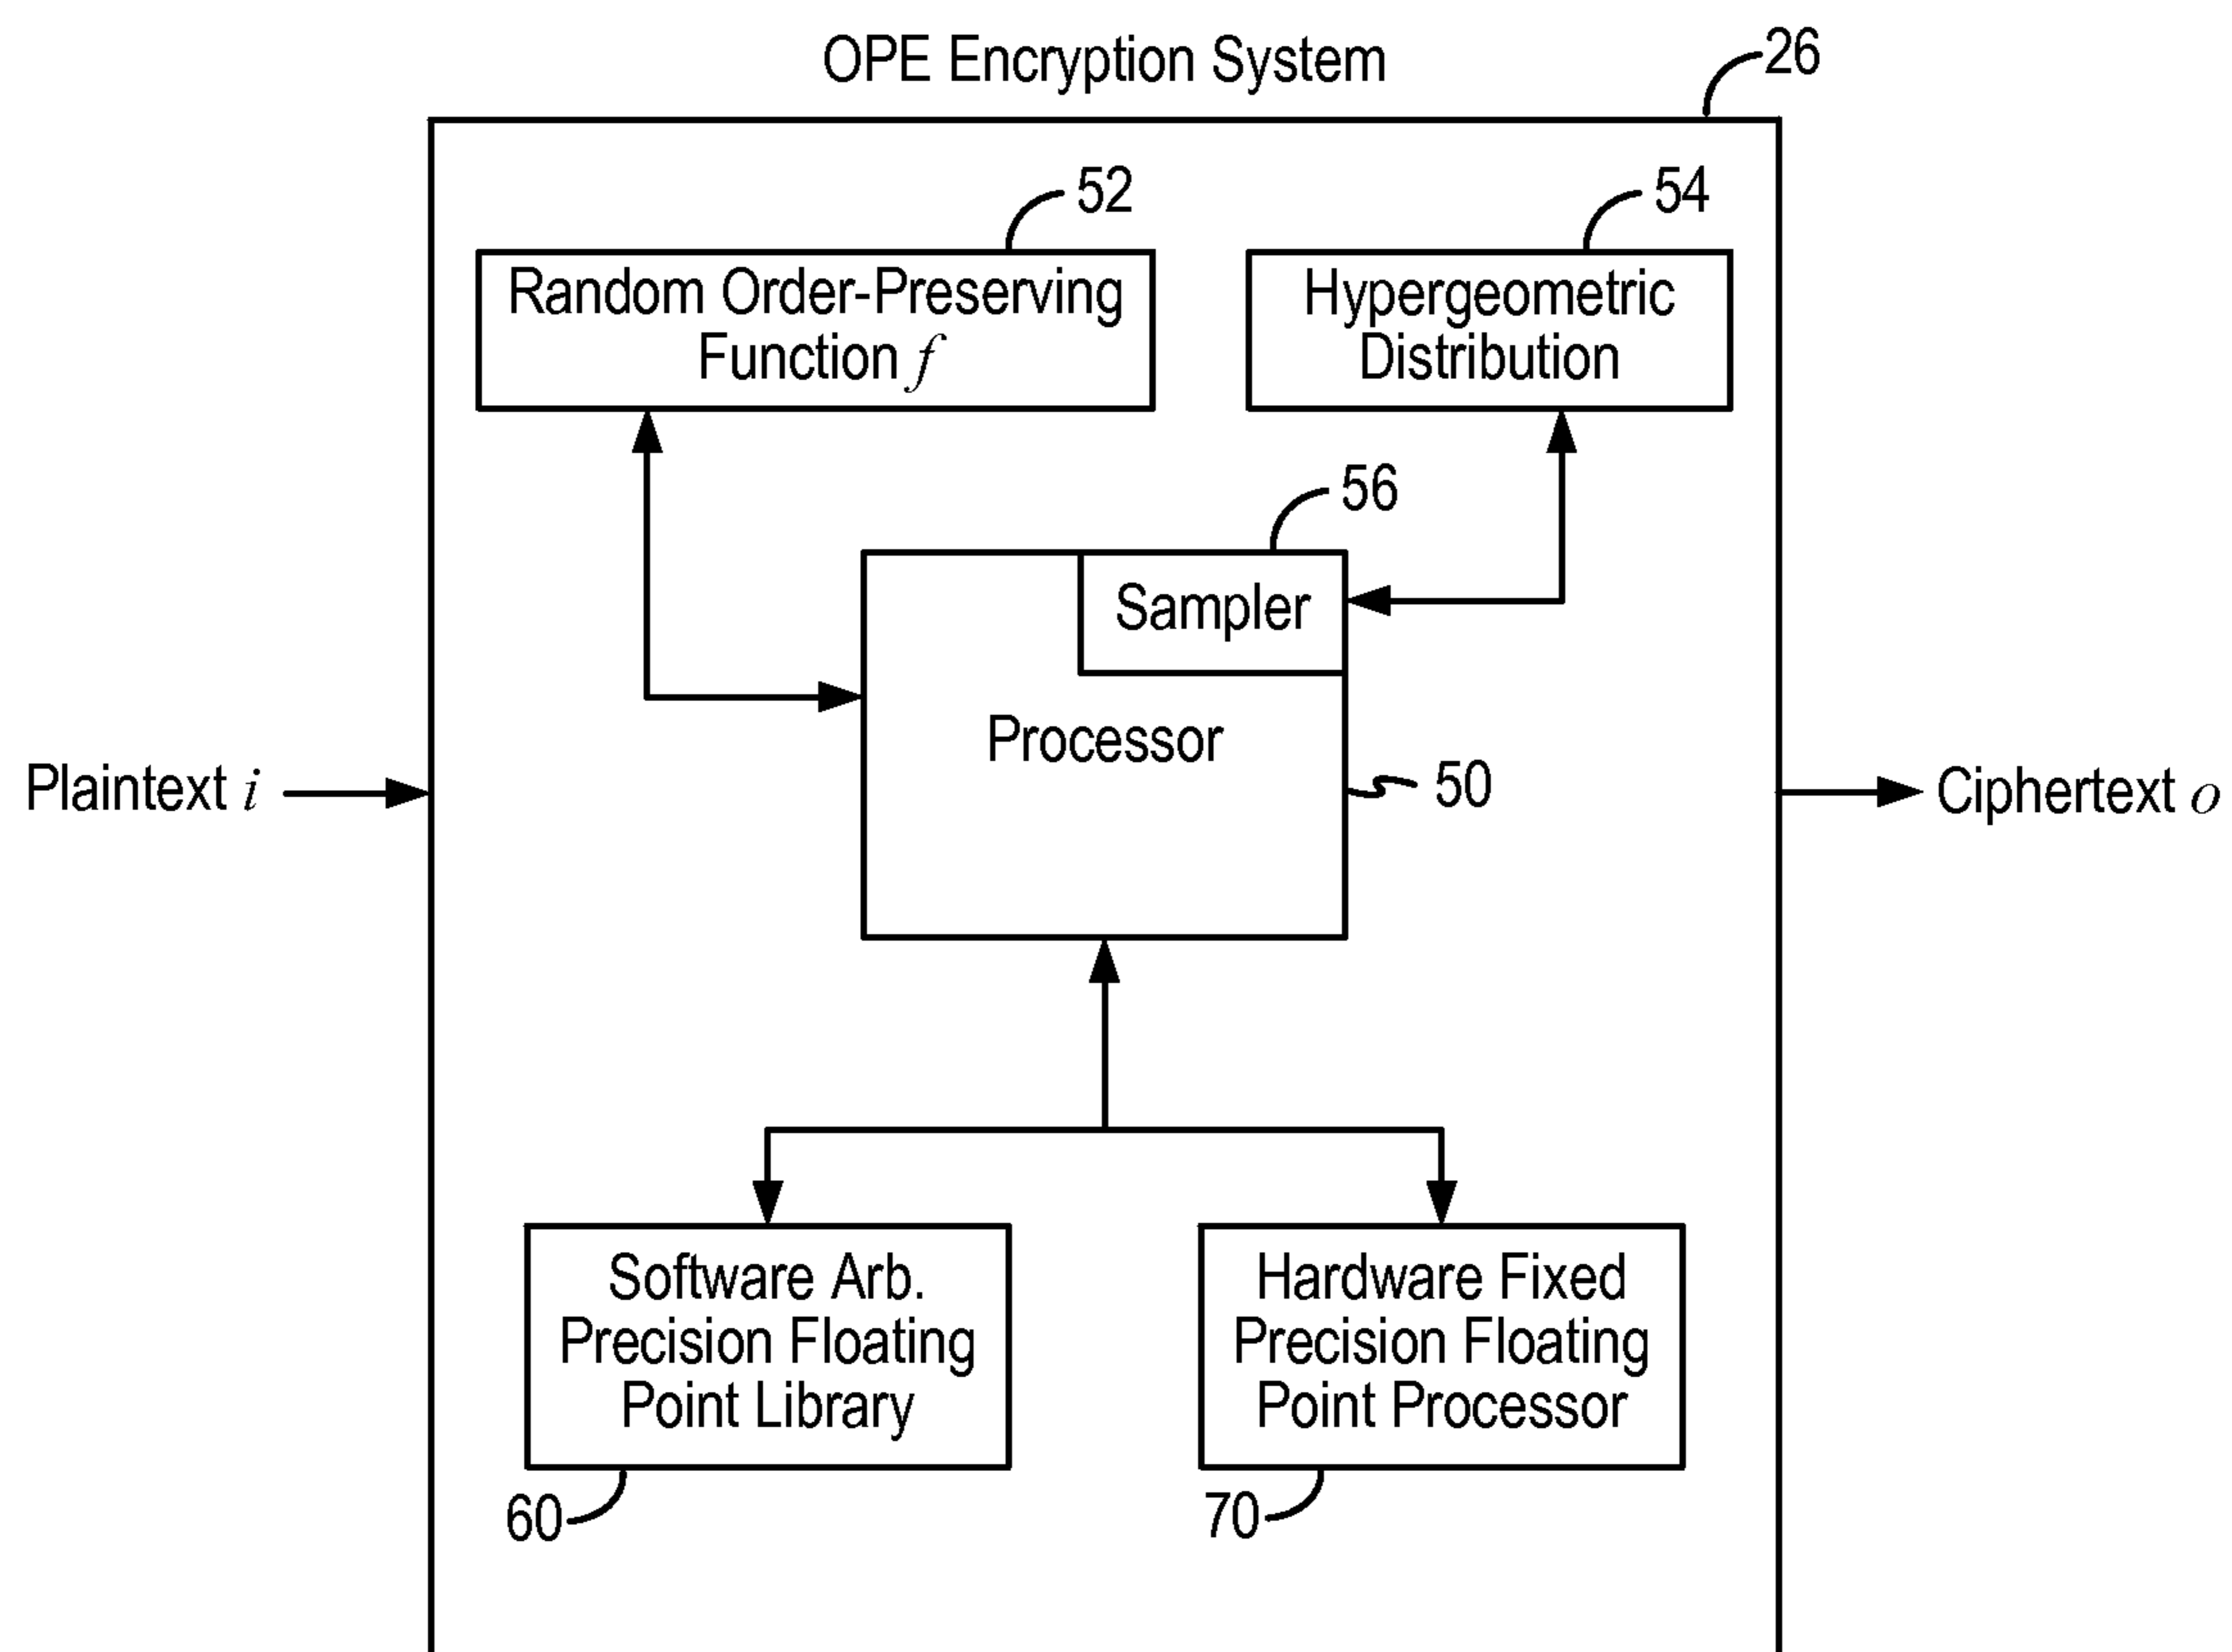 OPE Encryption System
26
52
54
Random Order-Preserving
Function f
Hypergeometric
Distribution
56
Sampler
Processor
50
Plaintext i
Ciphertext o
Software Arb.
Precision Floating
Point Library
Hardware Fixed
Precision Floating
Point Processor
60
70